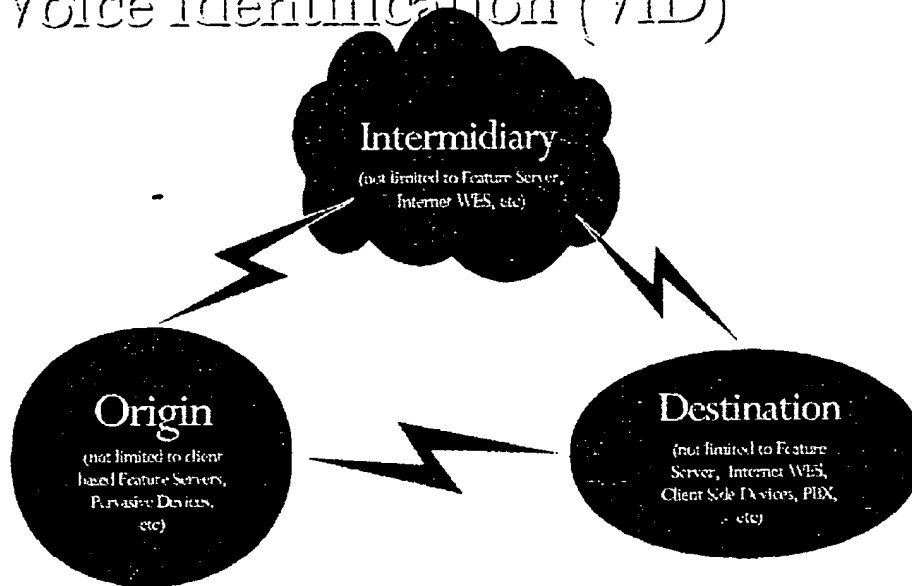 Voice Identification (VID)
Intermidiary
(not limited to Feature Server,
Internet WES, etc)
Origin
(not limited to client
based Feature Servers,
Pervasive Devices,
etc)
Destination
(not limited to Feature
Server, Internet WES,
Client Side Devices, PBX,
etc)